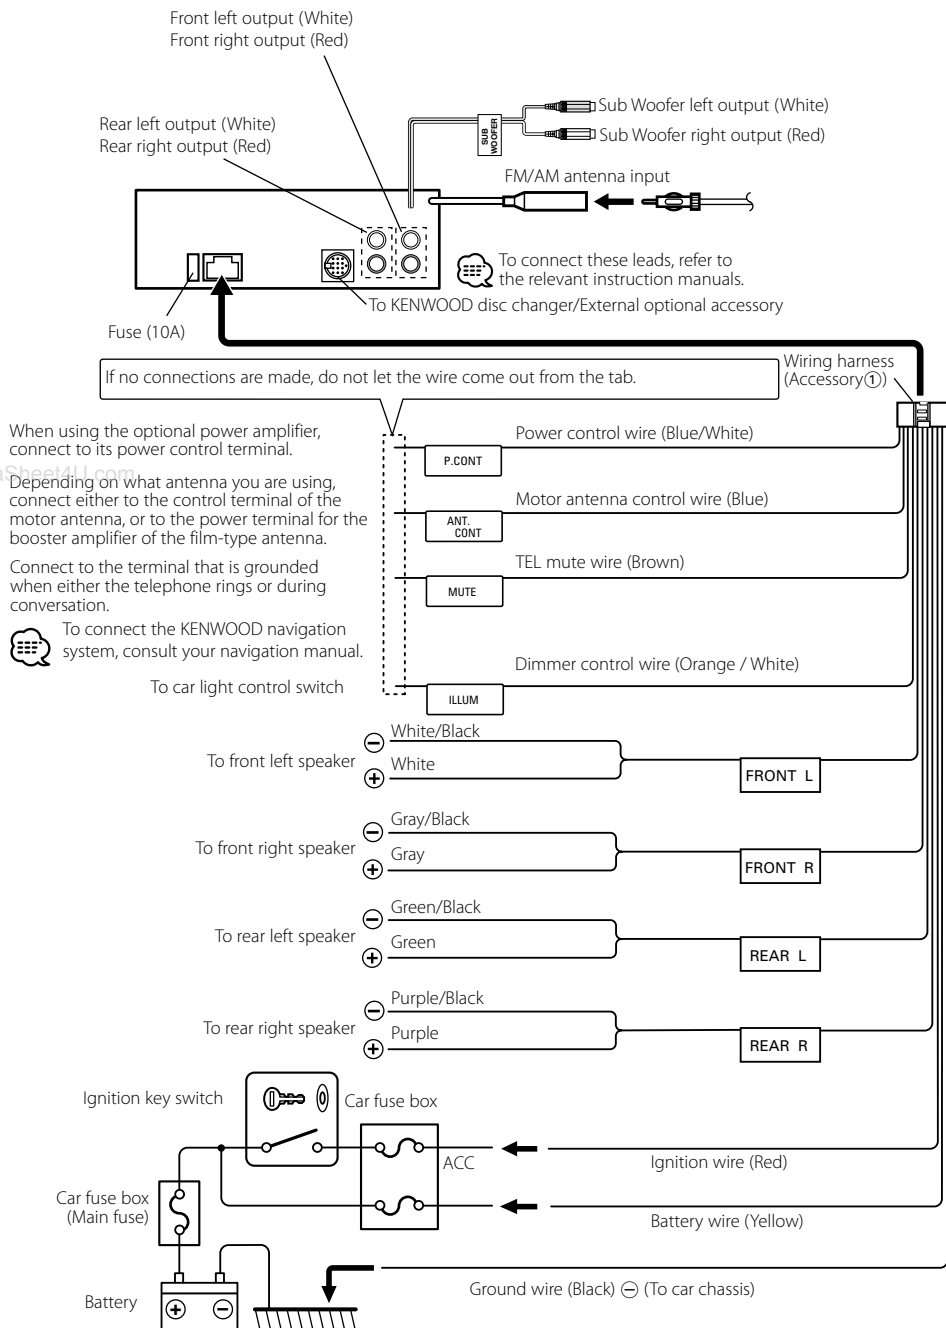 Front left output (White)
Front right output (Red)
Sub Woofer left output (White)
Rear left output (White)
Rear right output (Red)
SUB
WOOFER
Sub Woofer right output (Red)
FM/AM antenna input
To connect these leads, refer to
the relevant instruction manuals.
To KENWOOD disc changer/External optional accessory
Fuse (10A)
Wiring harness
(Accessory①)
If no connections are made, do not let the wire come out from the tab.
When using the optional power amplifier,
connect to its power control terminal.
Power control wire (Blue/White)
P.CONT
aSheet4U.com
Depending on what antenna you are using,
connect either to the control terminal of the
motor antenna, or to the power terminal for the
booster amplifier of the film-type antenna.
Motor antenna control wire (Blue)
ANT.
CONT
Connect to the terminal that is grounded
when either the telephone rings or during
conversation.
TEL mute wire (Brown)
MUTE
To connect the KENWOOD navigation
system, consult your navigation manual.
To car light control switch
Dimmer control wire (Orange / White)
ILLUM
To front left speaker
⊖ White/Black
⊕ White
FRONT L
To front right speaker
⊖ Gray/Black
⊕ Gray
FRONT R
To rear left speaker
⊖ Green/Black
⊕ Green
REAR L
To rear right speaker
⊖ Purple/Black
⊕ Purple
REAR R
Ignition key switch
Car fuse box
ACC
Ignition wire (Red)
Car fuse box
(Main fuse)
Battery wire (Yellow)
Ground wire (Black) ⊖ (To car chassis)
Battery
⊕ ⊖